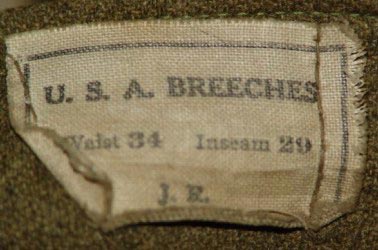 U. S. A. BREECHES
Waist 34 Inseam 29
J. E.